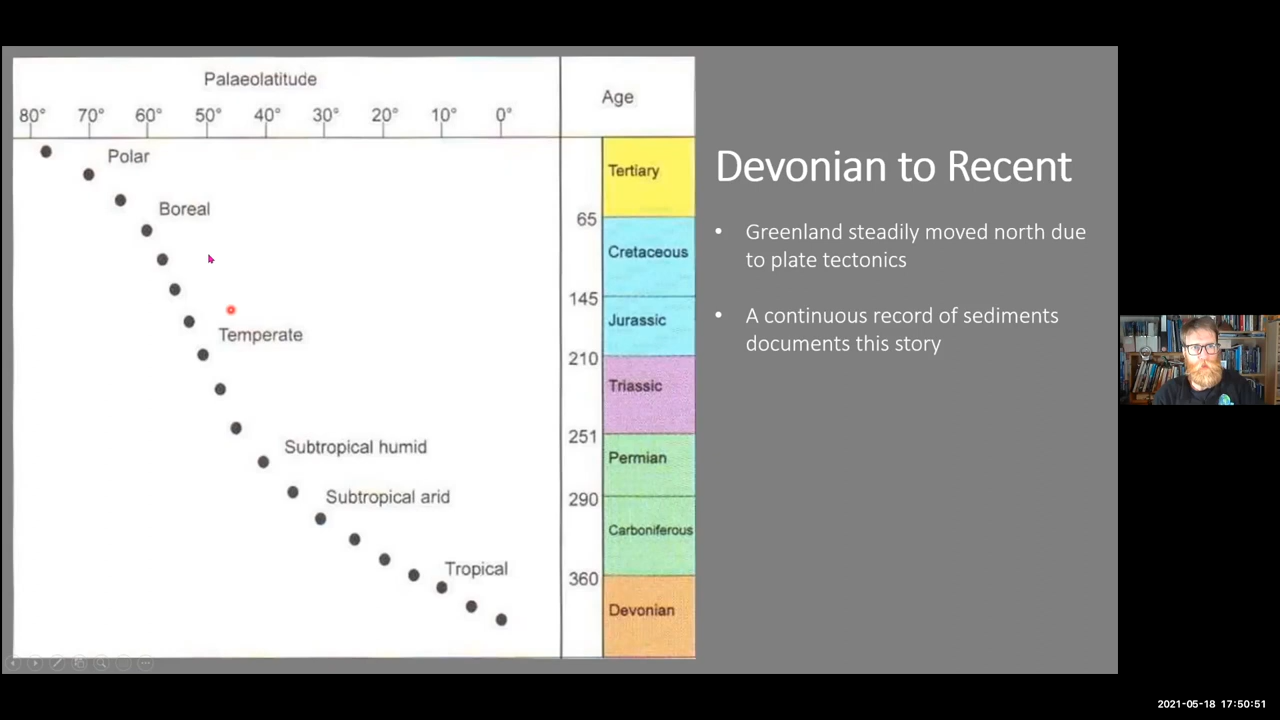 Palaeolatitude
Age
80° 70° 60° 50° 40° 30° 20° 10° 0°
Polar
Tertiary
Boreal
65
Cretaceous
145
Jurassic
Temperate
210
Triassic
251
Subtropical humid
Permian
Subtropical arid
290
Carboniferous
Tropical
360
Devonian
Devonian to Recent
• Greenland steadily moved north due
to plate tectonics
• A continuous record of sediments
documents this story
2021-05-18 17:50:51